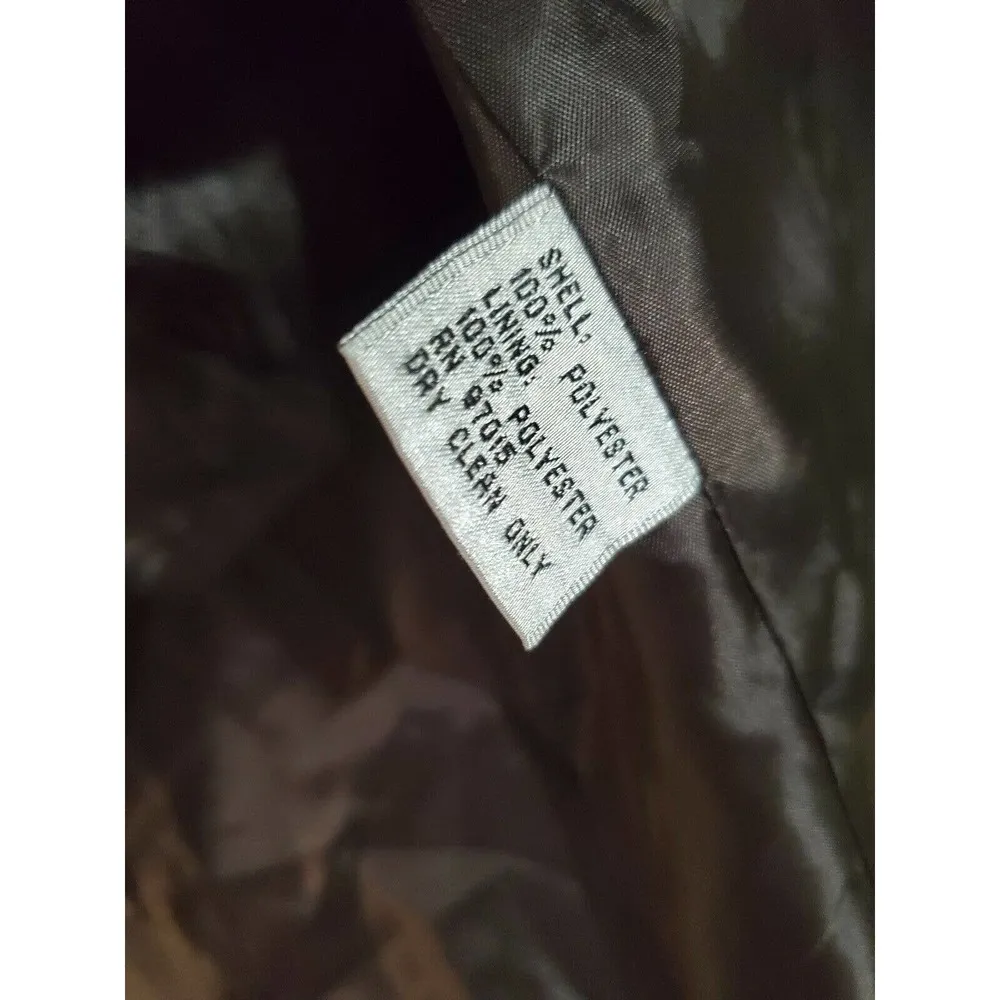 SHELL:
100% POLYESTER
LINING:
100% POLYESTER
RN 97015
DRY CLEAN ONLY